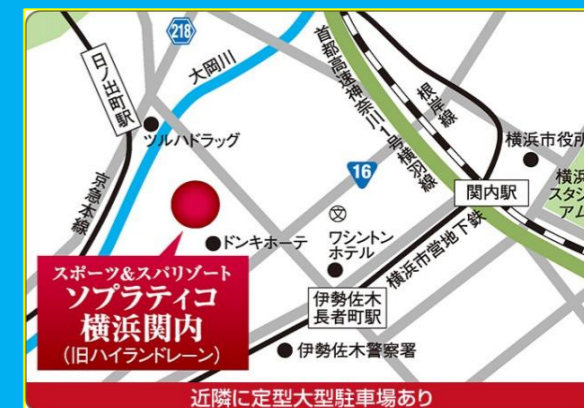 218
日ノ出町駅
大岡川
ツルハドラッグ
京急本線
首都高速神奈川1号横羽線
根岸線
横浜市役所
横浜
スタジ
アム
16
関内駅
文
ドンキホーテ
ワシントン
ホテル
横浜市営地下鉄
伊勢佐木
長者町駅
伊勢佐木警察署
スポーツ&スパリゾート
ソプラティコ
横浜関内
(旧ハイランドレーン)
近隣に定型大型駐車場あり